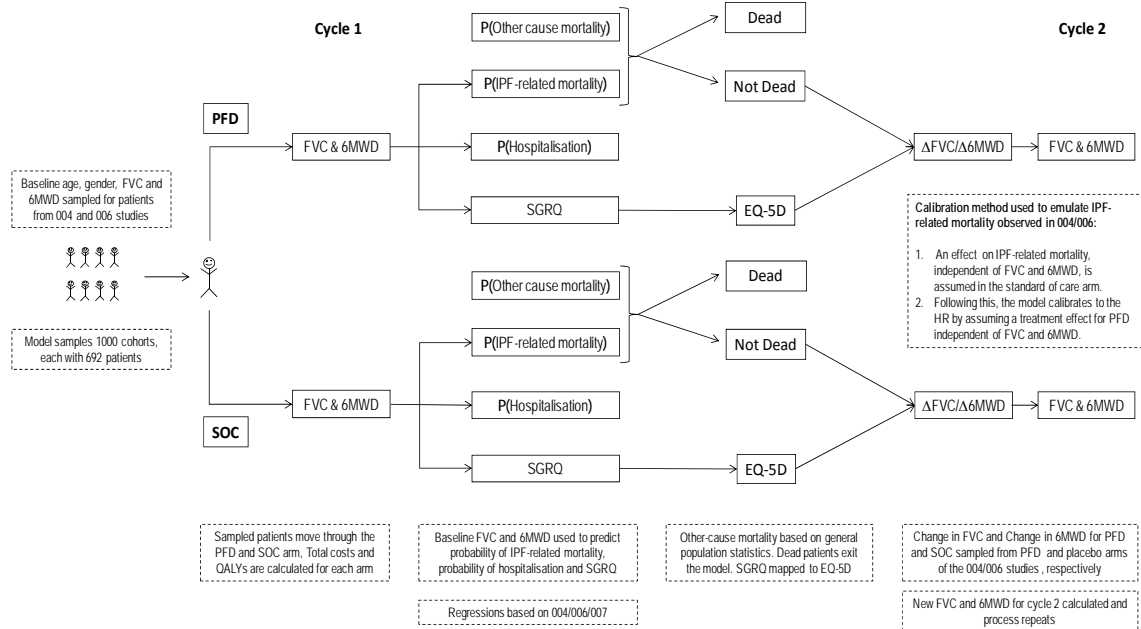 Cycle 1
Cycle 2
P(Other cause mortality)
Dead
P(IPF-related mortality)
Not Dead
PFD
FVC & 6MWD
P(Hospitalisation)
ΔFVC/Δ6MWD
FVC & 6MWD
SGRQ
EQ-5D
Baseline age, gender, FVC and
6MWD sampled for patients
from 004 and 006 studies
Model samples 1000 cohorts,
each with 692 patients
Calibration method used to emulate IPF-
related mortality observed in 004/006:
1. An effect on IPF-related mortality,
independent of FVC and 6MWD, is
assumed in the standard of care arm.
2. Following this, the model calibrates to
the HR by assuming a treatment effect for PFD
independent of FVC and 6MWD.
P(Other cause mortality)
Dead
P(IPF-related mortality)
Not Dead
FVC & 6MWD
P(Hospitalisation)
ΔFVC/Δ6MWD
FVC & 6MWD
SOC
SGRQ
EQ-5D
Sampled patients move through the
PFD and SOC arm, Total costs and
QALYs are calculated for each arm
Baseline FVC and 6MWD used to predict
probability of IPF-related mortality,
probability of hospitalisation and SGRQ
Regressions based on 004/006/007
Other-cause mortality based on general
population statistics. Dead patients exit
the model. SGRQ mapped to EQ-5D
Change in FVC and Change in 6MWD for PFD
and SOC sampled from PFD and placebo arms
of the 004/006 studies , respectively
New FVC and 6MWD for cycle 2 calculated and
process repeats